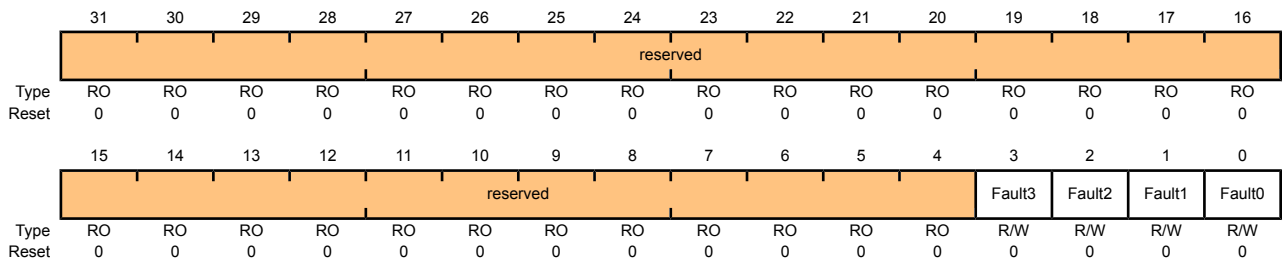 31 30 29 28 27 26 25 24 23 22 21 20 19 18 17 16
reserved
Type RO RO RO RO RO RO RO RO RO RO RO RO RO RO RO RO
Reset 0 0 0 0 0 0 0 0 0 0 0 0 0 0 0 0
15 14 13 12 11 10 9 8 7 6 5 4 3 2 1 0
reserved Fault3 Fault2 Fault1 Fault0
Type RO RO RO RO RO RO RO RO RO RO RO RO R/W R/W R/W R/W
Reset 0 0 0 0 0 0 0 0 0 0 0 0 0 0 0 0